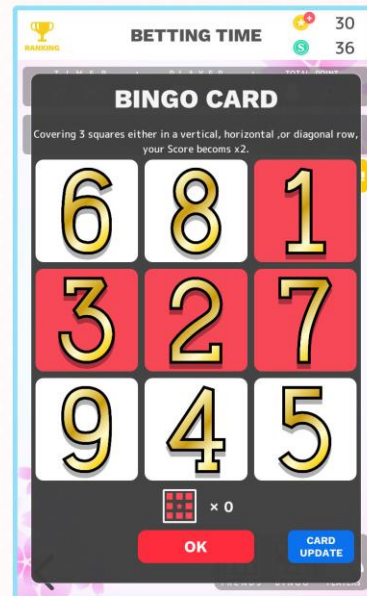 30
RANKING
BETTING TIME
S 36
BINGO CARD
Covering 3 squares either in a vertical, horizontal ,or diagonal row,
your Score becoms x2.
6 8 1
3 2 7
9 4 5
× 0
OK
CARD
UPDATE